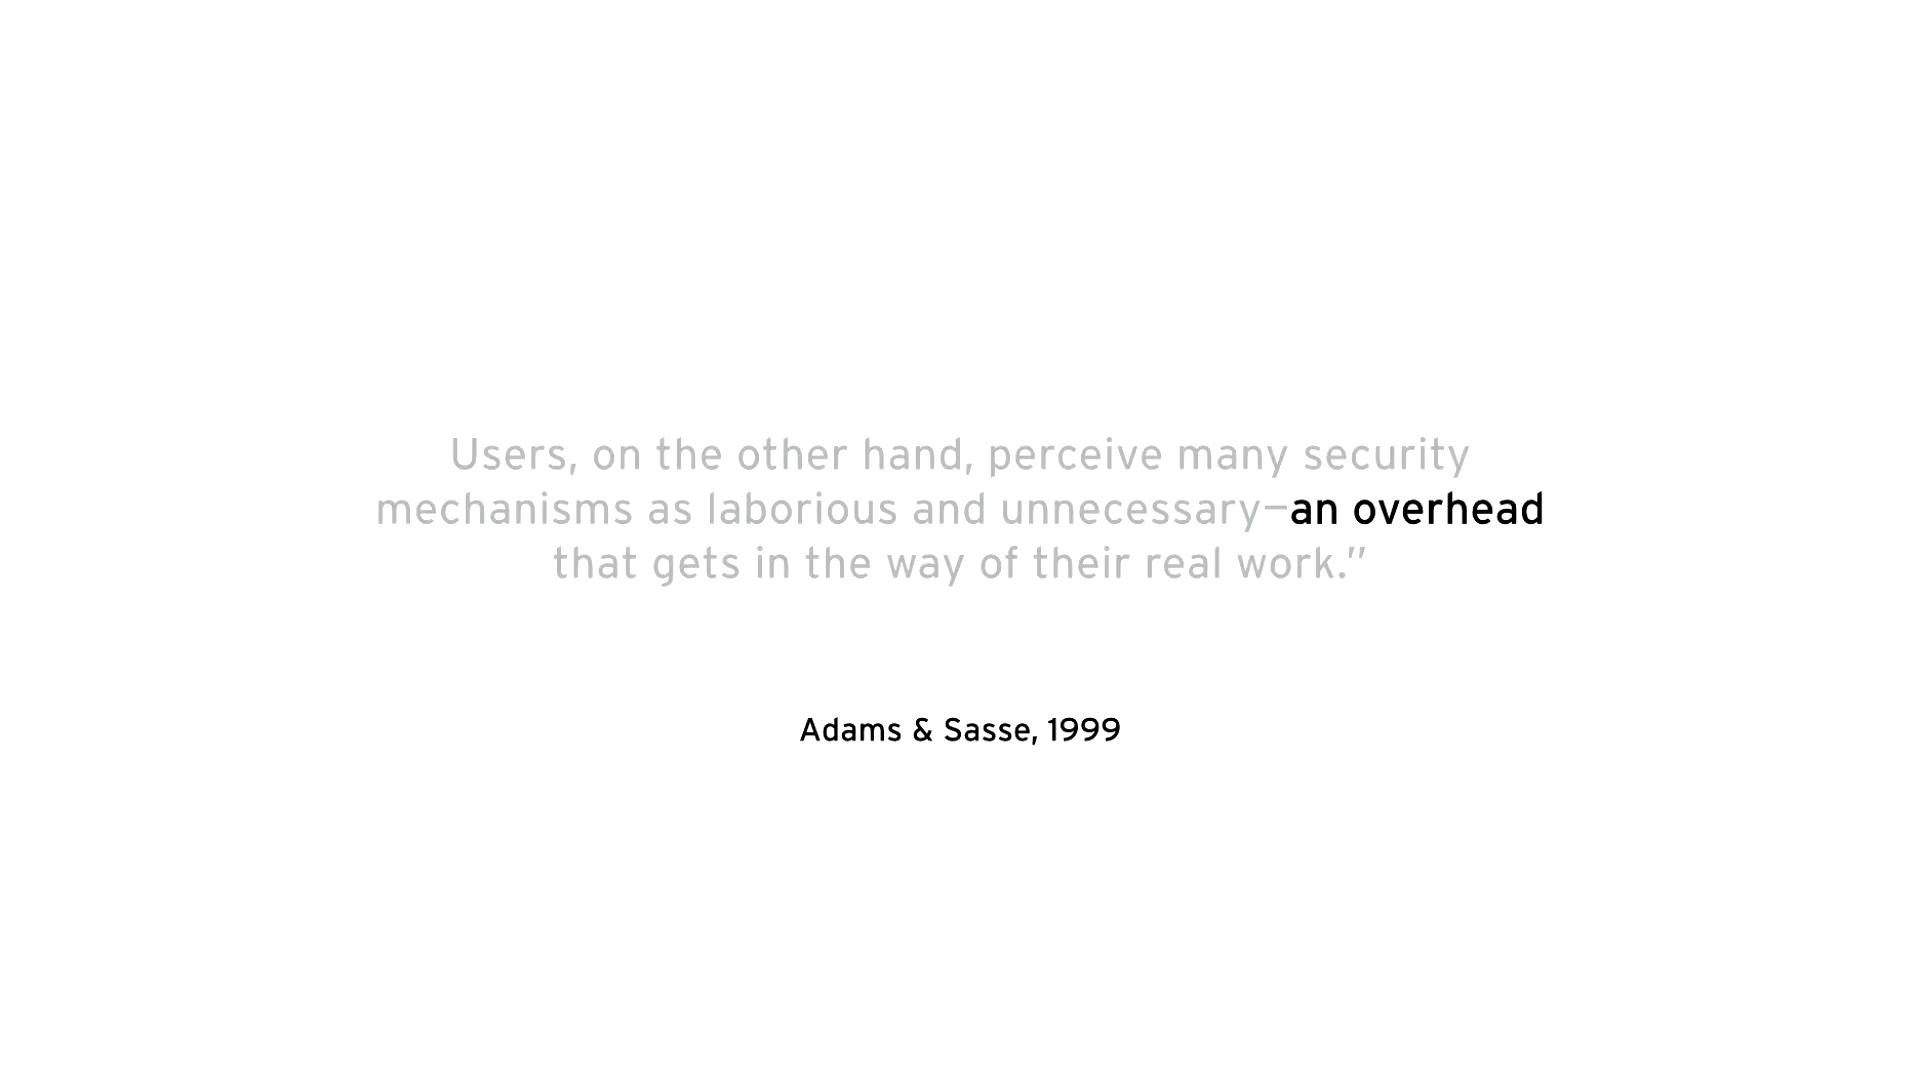 Users, on the other hand, perceive many security
mechanisms as laborious and unnecessary—an overhead
that gets in the way of their real work.”
Adams & Sasse, 1999